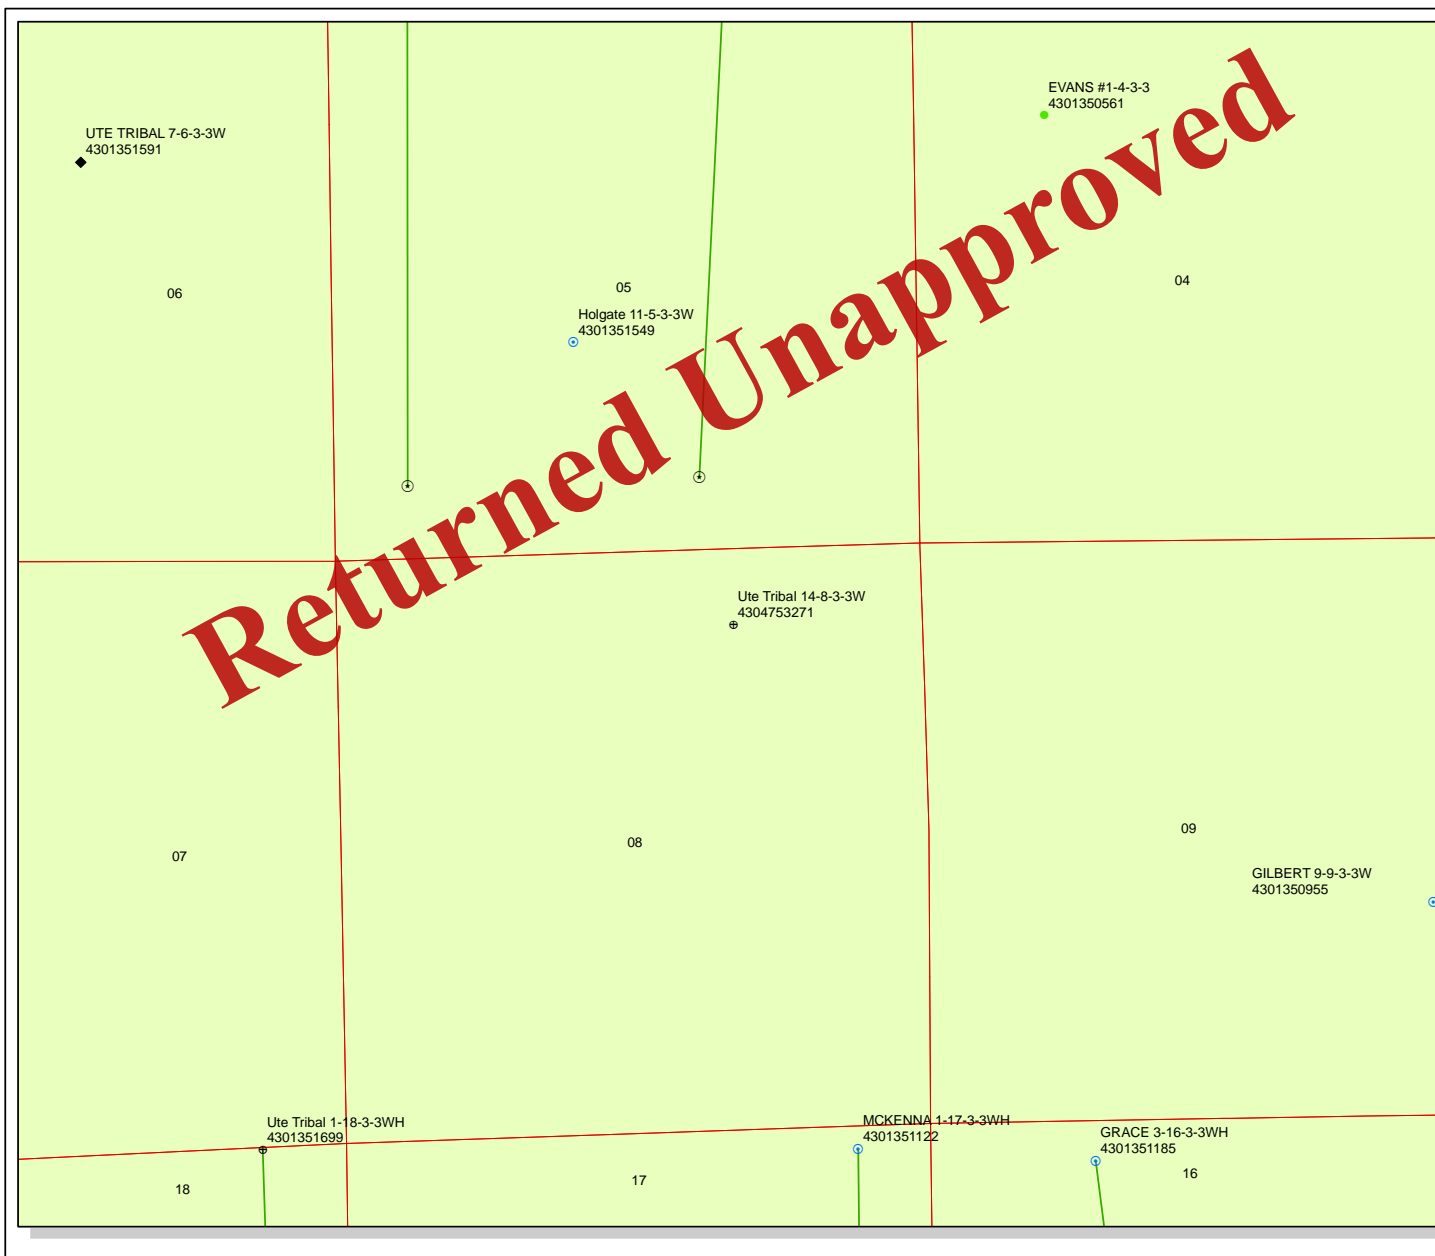 EVANS #1-4-3-3
4301350561
UTE TRIBAL 7-6-3-3W
4301351591
06
05
04
Holgate 11-5-3-3W
4301351549
Returned Unapproved
Ute Tribal 14-8-3-3W
4304753271
07
08
09
GILBERT 9-9-3-3W
4301350955
Ute Tribal 1-18-3-3WH
4301351699
MCKENNA 1-17-3-3WH
4301351122
GRACE 3-16-3-3WH
4301351185
18
17
16